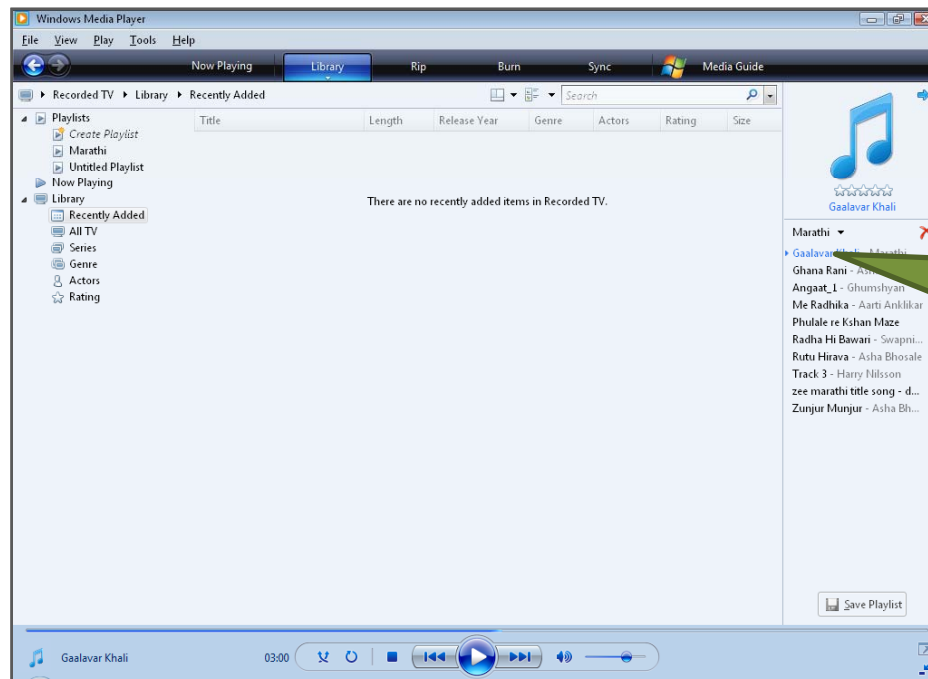 Windows Media Player
File View Play Tools Help
Now Playing Library Rip Burn Sync Media Guide
Recorded TV Library Recently Added Search
Playlists
Create Playlist
Marathi
Untitled Playlist
Now Playing
Library
Recently Added
All TV
Series
Genre
Actors
Rating
Title Length Release Year Genre Actors Rating Size
There are no recently added items in Recorded TV.
Gaalavar Khali
Marathi
Gaalavar Khali - Marathi
Ghana Rani -
Angaat_1 - Ghumshyan
Me Radhika - Aarti Anklikar
Phulale re Kshan Maze
Radha Hi Bawari - Swapni...
Rutu Hirava - Asha Bhosale
Track 3 - Harry Nilsson
zee marathi title song - d...
Zunjur Munjur - Asha Bh...
Save Playlist
Gaalavar Khali 03:00